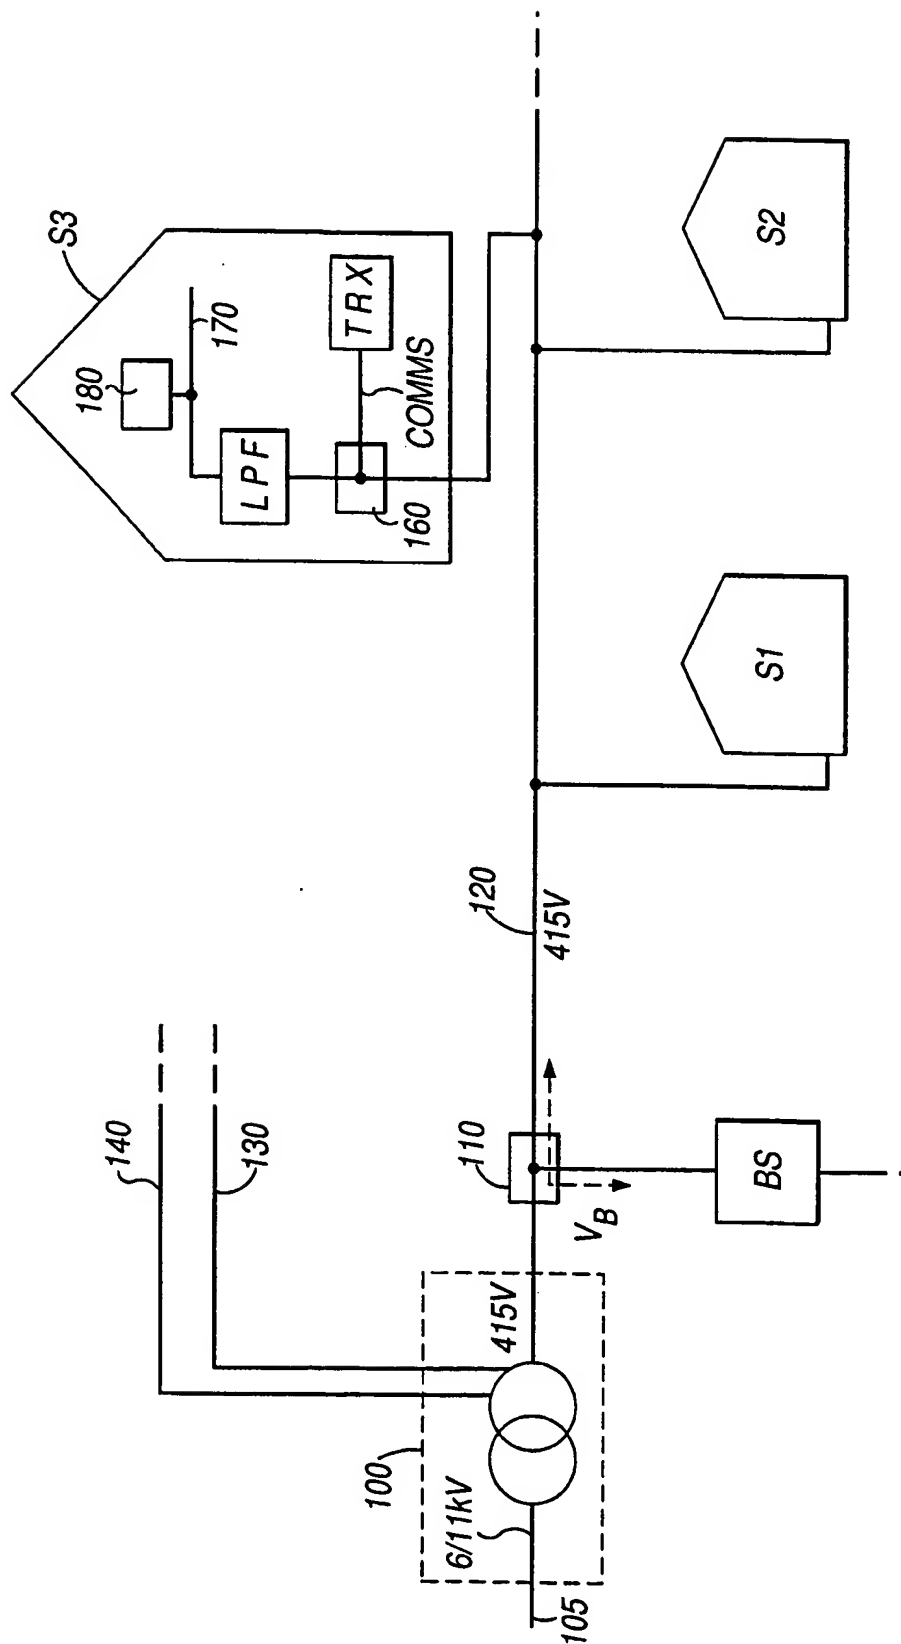 S3
180
170
LPF
TRX
COMMS
160
S2
S1
140
130
120
415V
110
V_B
BS
100
415V
6/11kV
105